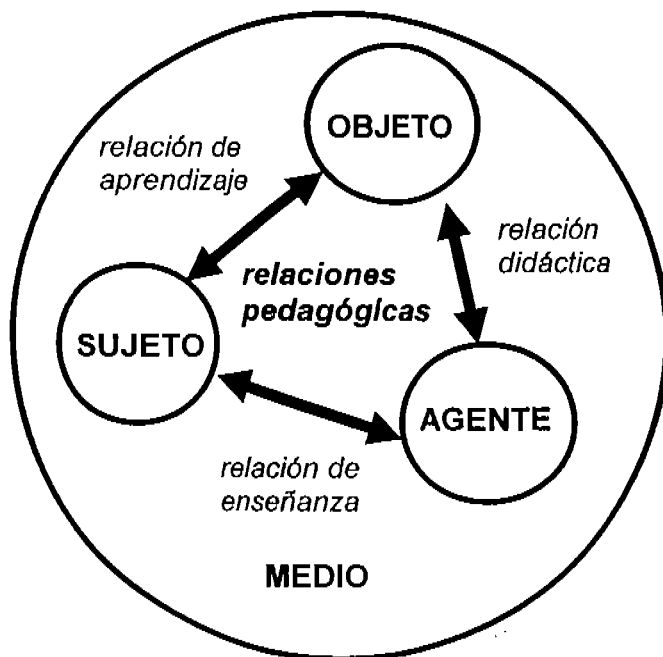 OBJETO
relación de
aprendizaje
relación
didáctica
relaciones
pedagógicas
SUJETO
AGENTE
relación de
enseñanza
MEDIO